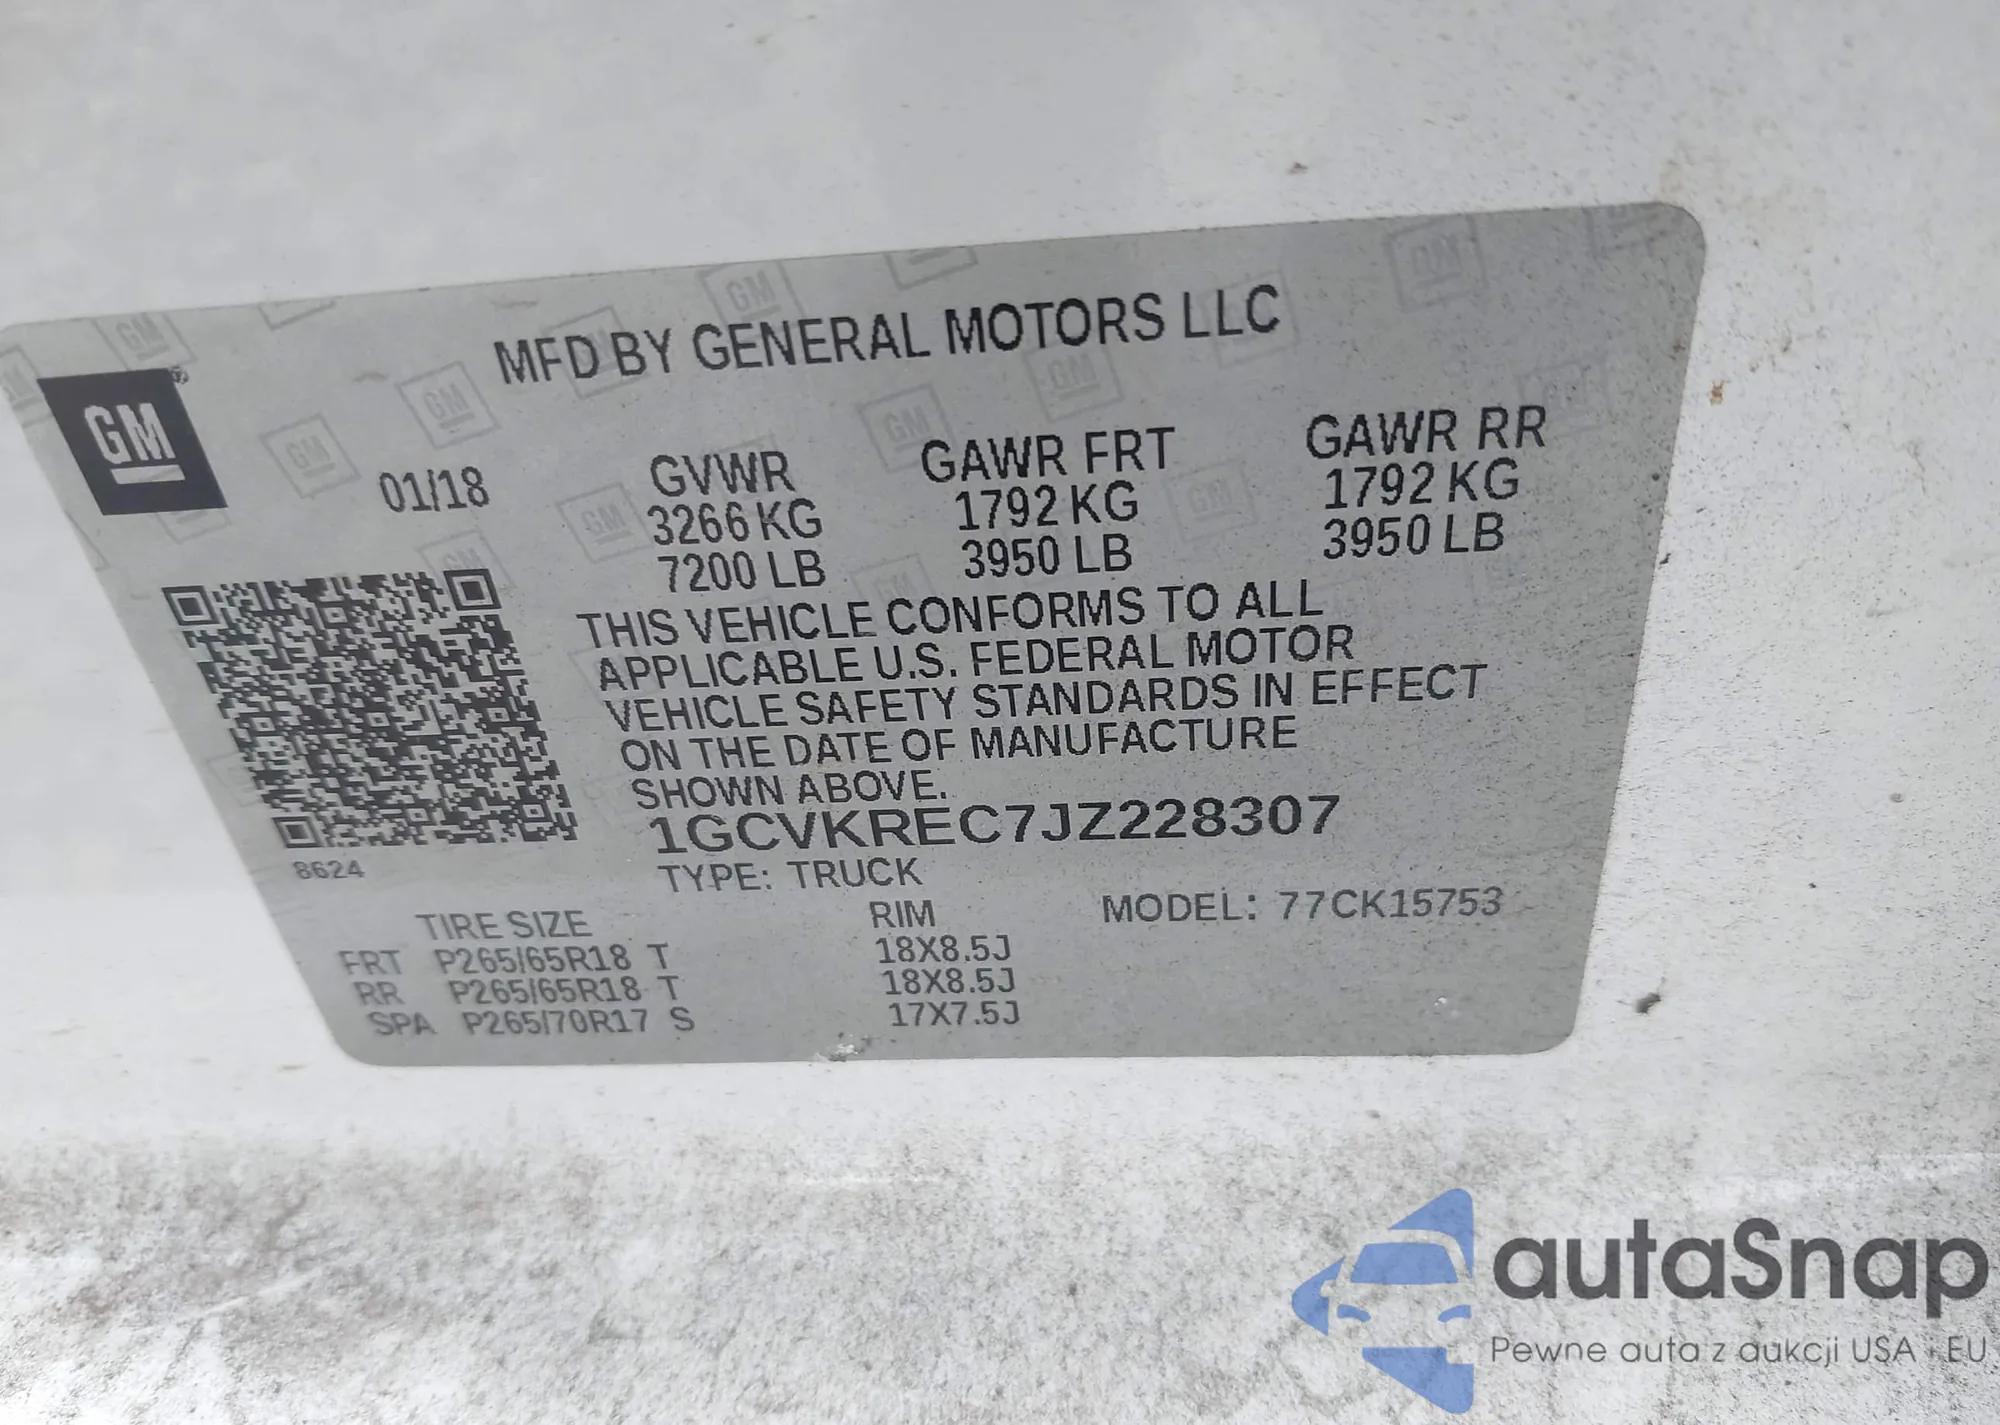 MFD BY GENERAL MOTORS LLC
GM
01/18
GVWR GAWR FRT GAWR RR
3266 KG 1792 KG 1792 KG
7200 LB 3950 LB 3950 LB
THIS VEHICLE CONFORMS TO ALL
APPLICABLE U.S. FEDERAL MOTOR
VEHICLE SAFETY STANDARDS IN EFFECT
ON THE DATE OF MANUFACTURE
SHOWN ABOVE.
1GCVKREC7JZ228307
8624
TYPE: TRUCK
MODEL: 77CK15753
TIRE SIZE RIM
FRT P265/65R18 T 18X8.5J
RR P265/65R18 T 18X8.5J
SPA P265/70R17 S 17X7.5J
autaSnap
Pewne auta z aukcji USA i EU